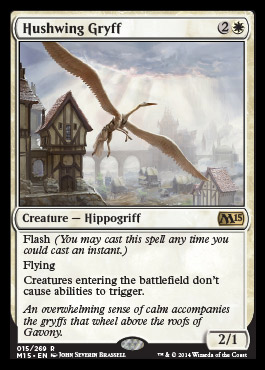 Hushwing Gryff 2
Creature — Hippogriff M15
Flash (You may cast this spell any time you
could cast an instant.)
Flying
Creatures entering the battlefield don't
cause abilities to trigger.
An overwhelming sense of calm accompanies
the gryffs that wheel above the roofs of
Gavony.
2/1
015/269 R
M15 • EN John Severin Brassell ™ & © 2014 Wizards of the Coast